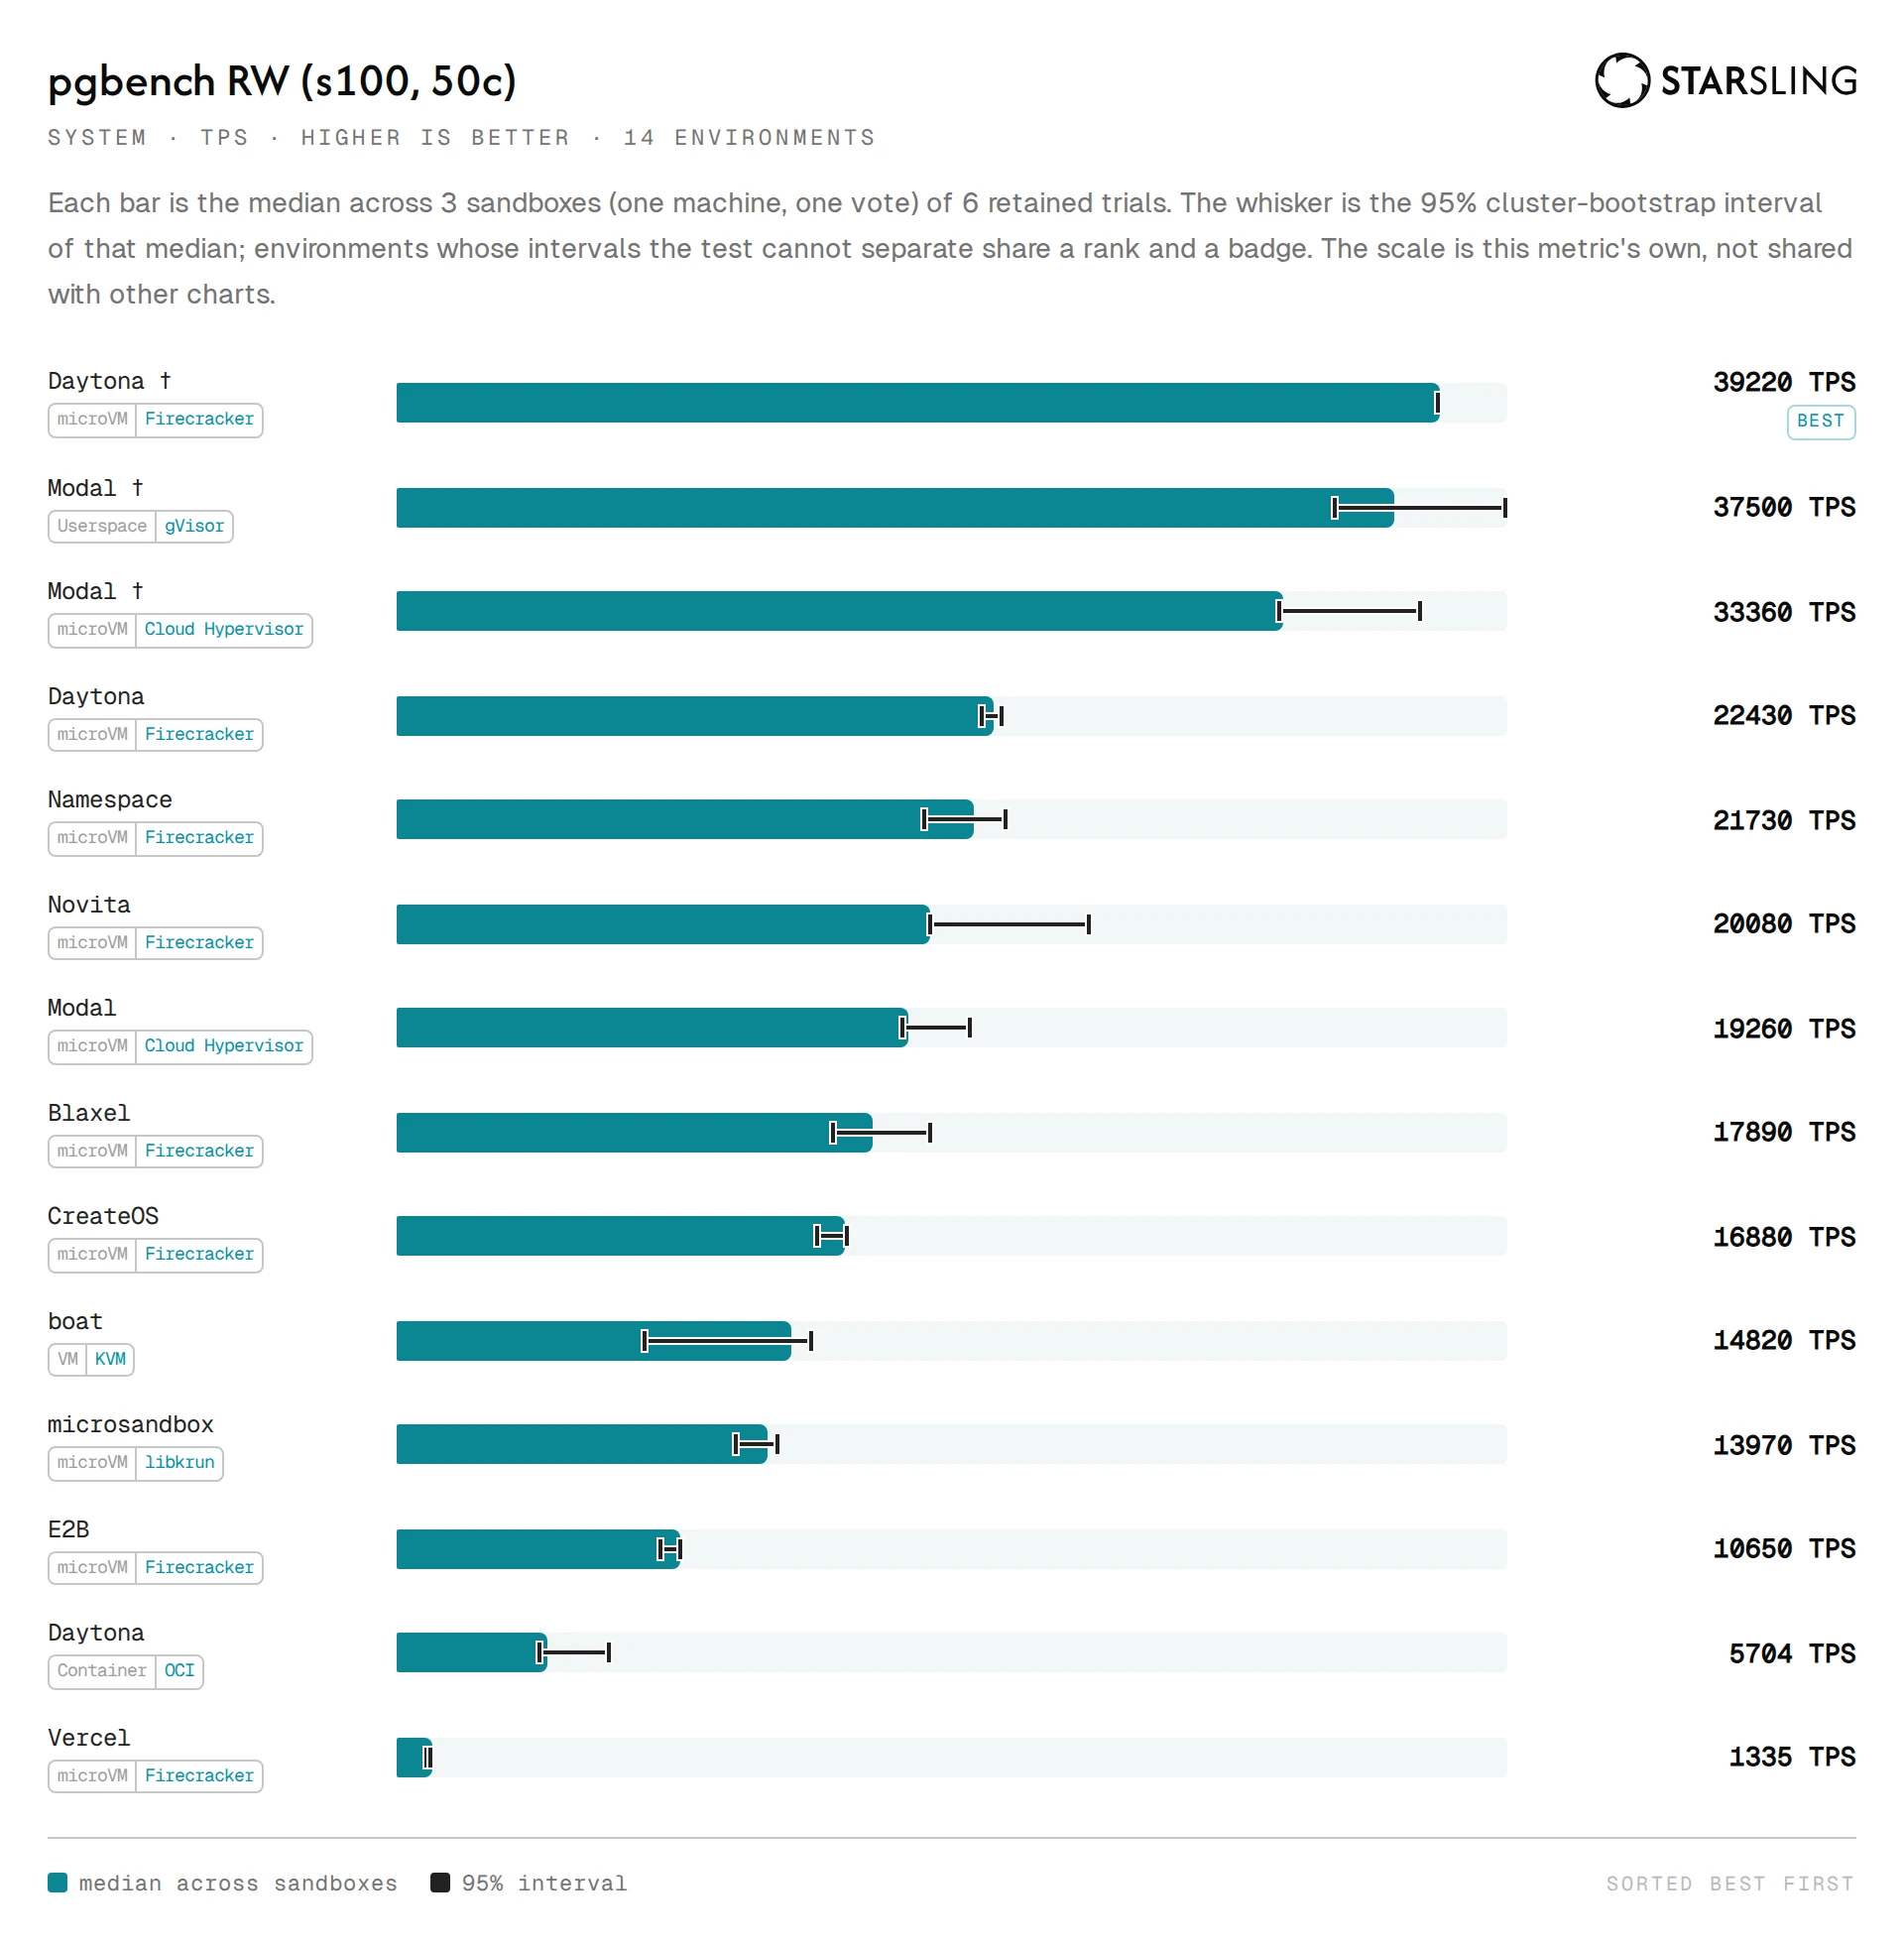 pgbench RW (s100, 50c)
STARSLING
SYSTEM · TPS · HIGHER IS BETTER · 14 ENVIRONMENTS
Each bar is the median across 3 sandboxes (one machine, one vote) of 6 retained trials. The whisker is the 95% cluster-bootstrap interval
of that median; environments whose intervals the test cannot separate share a rank and a badge. The scale is this metric's own, not shared
with other charts.
Daytona †
microVM Firecracker
39220 TPS
BEST
Modal †
Userspace gVisor
37500 TPS
Modal †
microVM Cloud Hypervisor
33360 TPS
Daytona
microVM Firecracker
22430 TPS
Namespace
microVM Firecracker
21730 TPS
Novita
microVM Firecracker
20080 TPS
Modal
microVM Cloud Hypervisor
19260 TPS
Blaxel
microVM Firecracker
17890 TPS
CreateOS
microVM Firecracker
16880 TPS
boat
VM KVM
14820 TPS
microsandbox
microVM libkrun
13970 TPS
E2B
microVM Firecracker
10650 TPS
Daytona
Container OCI
5704 TPS
Vercel
microVM Firecracker
1335 TPS
median across sandboxes 95% interval
SORTED BEST FIRST